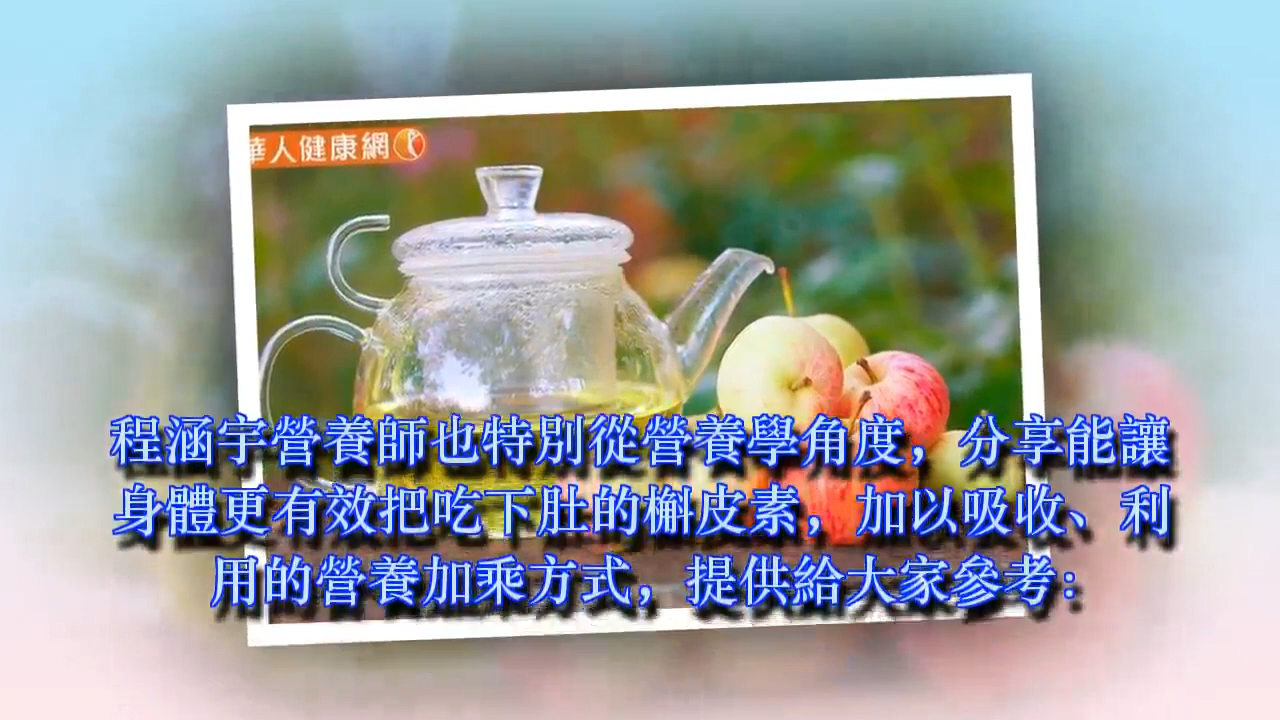 華人健康網
程涵宇營養師也特別從營養學角度，分享能讓
身體更有效把吃下肚的槲皮素，加以吸收、利
用的營養加乘方式，提供給大家參考：